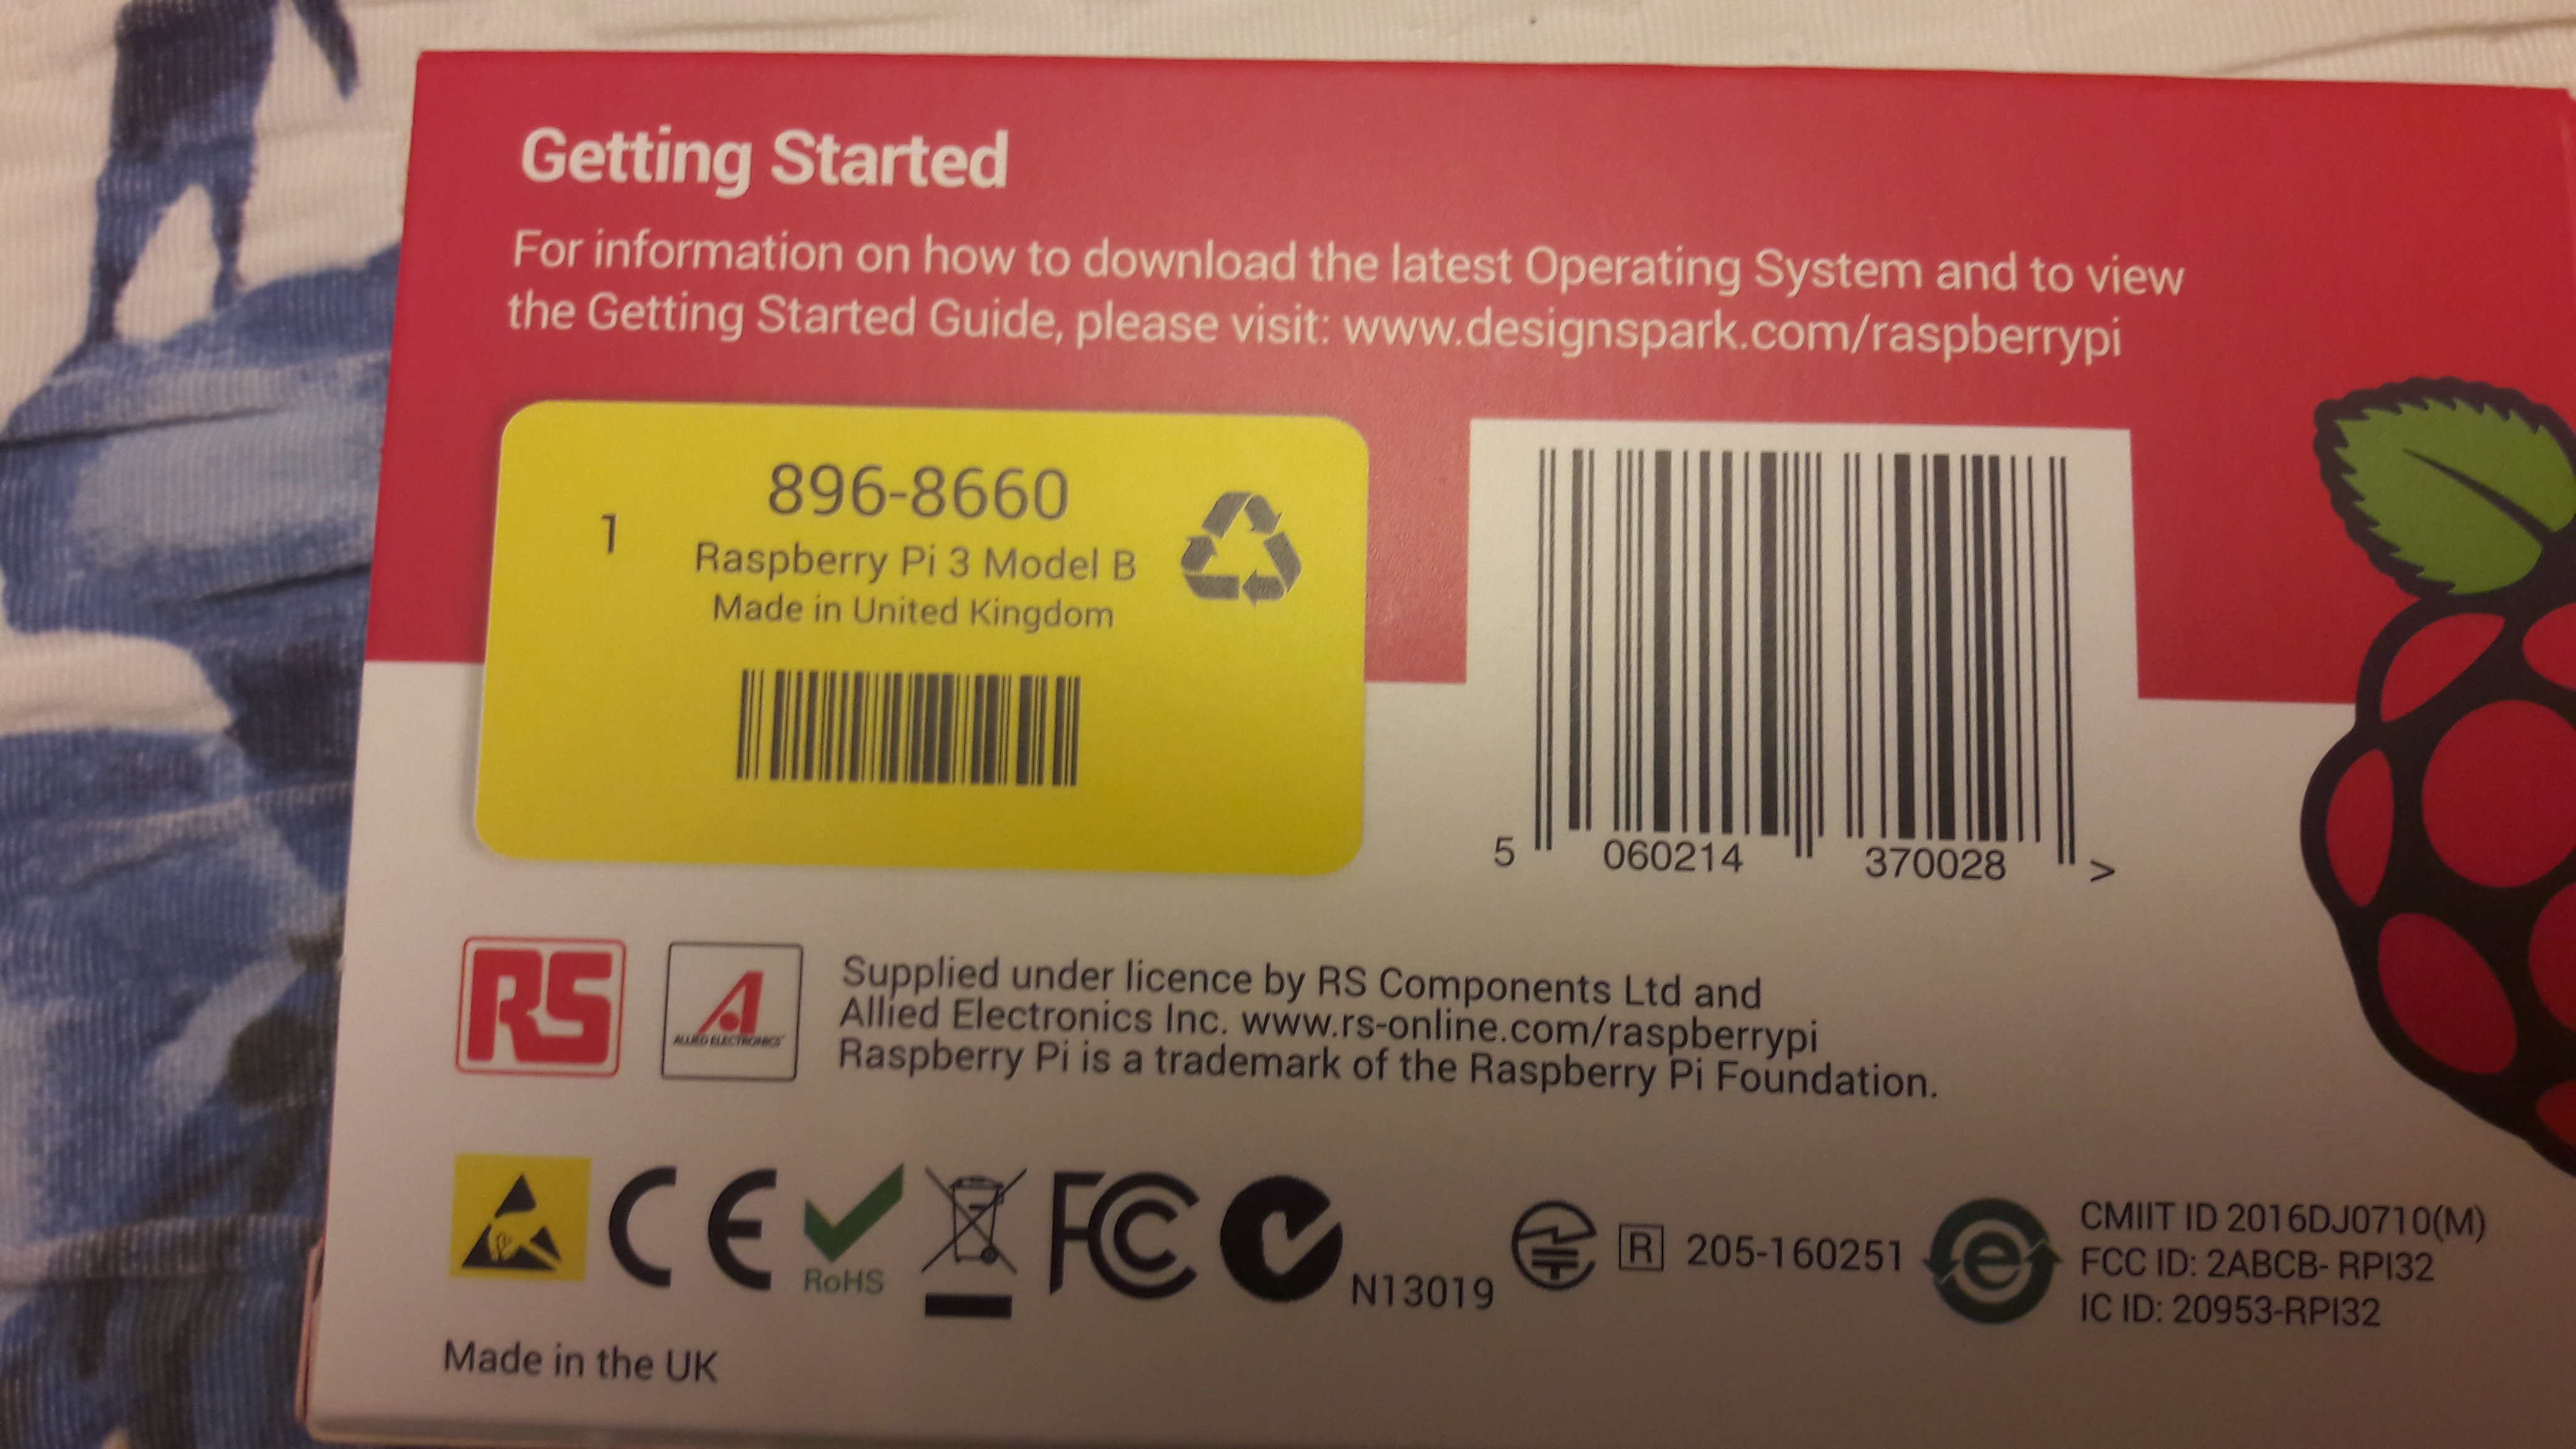 Getting Started
For information on how to download the latest Operating System and to view
the Getting Started Guide, please visit: www.designspark.com/raspberrypi
896-8660
1
Raspberry Pi 3 Model B
Made in United Kingdom
5 060214 370028 >
RS
A
ALLIED ELECTRONICS
Supplied under licence by RS Components Ltd and
Allied Electronics Inc. www.rs-online.com/raspberrypi
Raspberry Pi is a trademark of the Raspberry Pi Foundation.
CE
RoHS
FC
N13019
R 205-160251
e
CMIIT ID 2016DJ0710(M)
FCC ID: 2ABCB- RPI32
IC ID: 20953-RPI32
Made in the UK